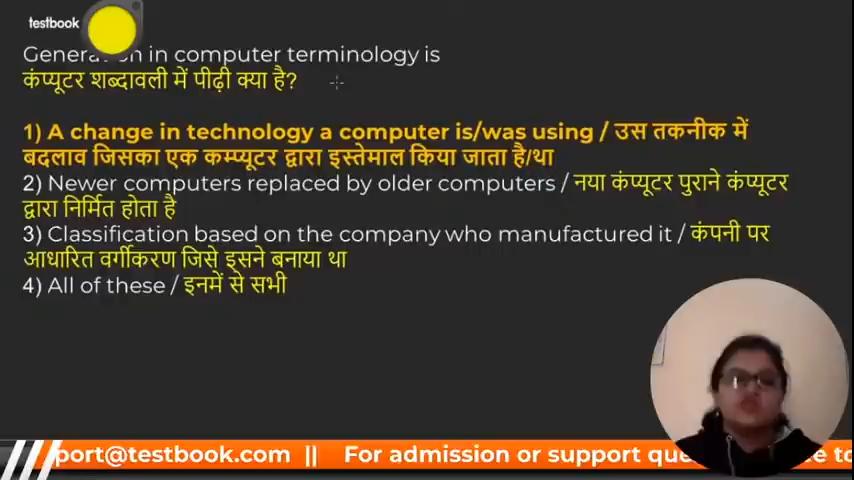 testbook
in computer terminology is
कंप्यूटर शब्दावली में पीढ़ी क्या है?
1) A change in technology a computer is/was using / उस तकनीक में
बदलाव जिसका एक कम्प्यूटर द्वारा इस्तेमाल किया जाता है/था
2) Newer computers replaced by older computers / नया कंप्यूटर पुराने कंप्यूटर
द्वारा निर्मित होता है
3) Classification based on the company who manufactured it / कंपनी पर
आधारित वर्गीकरण जिसे इसने बनाया था
4) All of these / इनमें से सभी
port@testbook.com || For admission or support